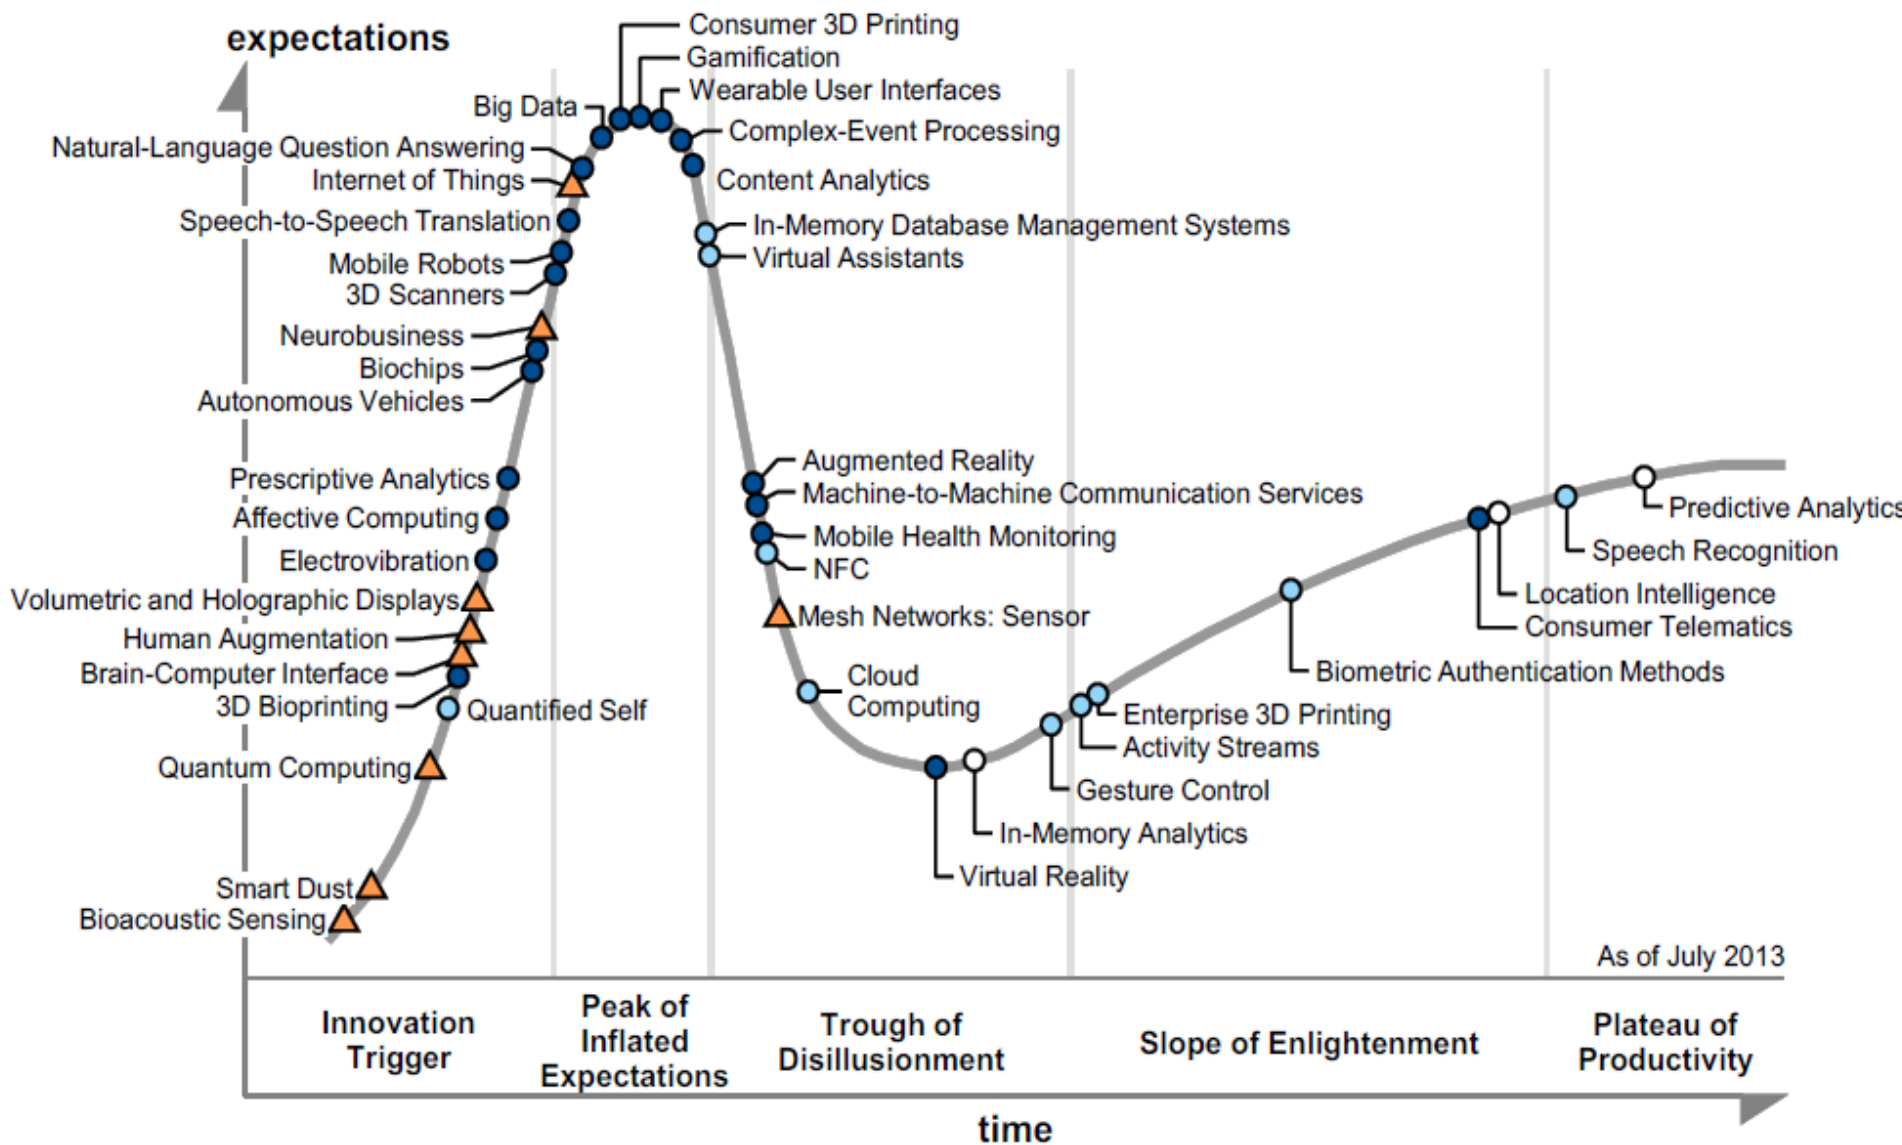 expectations
Consumer 3D Printing
Gamification
Wearable User Interfaces
Big Data
Complex-Event Processing
Natural-Language Question Answering
Internet of Things
Content Analytics
Speech-to-Speech Translation
In-Memory Database Management Systems
Mobile Robots
Virtual Assistants
3D Scanners
Neurobusiness
Biochips
Autonomous Vehicles
Prescriptive Analytics
Augmented Reality
Machine-to-Machine Communication Services
Affective Computing
Mobile Health Monitoring
Electrovibration
NFC
Volumetric and Holographic Displays
Mesh Networks: Sensor
Human Augmentation
Brain-Computer Interface
3D Bioprinting
Quantified Self
Cloud
Computing
Quantum Computing
Predictive Analytics
Speech Recognition
Location Intelligence
Consumer Telematics
Biometric Authentication Methods
Enterprise 3D Printing
Activity Streams
Gesture Control
In-Memory Analytics
Virtual Reality
Smart Dust
Bioacoustic Sensing
As of July 2013
Innovation
Trigger
Peak of
Inflated
Expectations
Trough of
Disillusionment
Slope of Enlightenment
Plateau of
Productivity
time